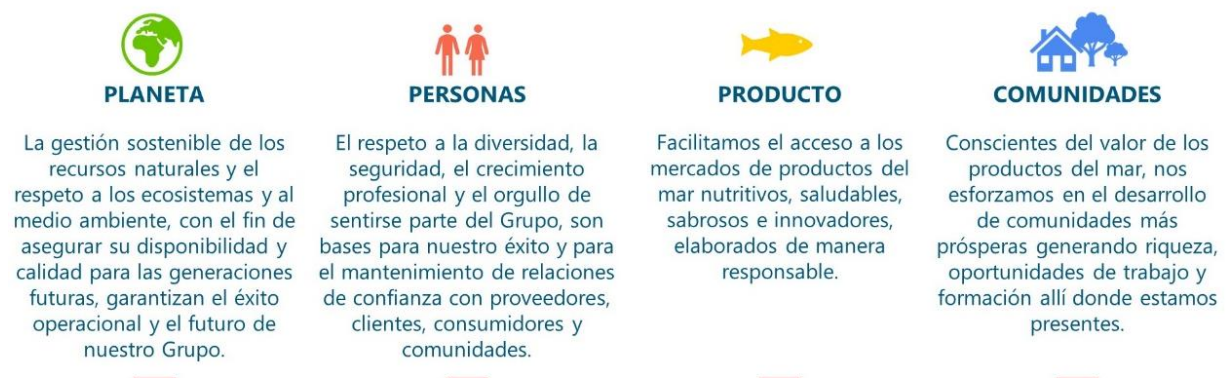 PLANETA
La gestión sostenible de los
recursos naturales y el
respeto a los ecosistemas y al
medio ambiente, con el fin de
asegurar su disponibilidad y
calidad para las generaciones
futuras, garantizan el éxito
operacional y el futuro de
nuestro Grupo.
PERSONAS
El respeto a la diversidad, la
seguridad, el crecimiento
profesional y el orgullo de
sentirse parte del Grupo, son
bases para nuestro éxito y para
el mantenimiento de relaciones
de confianza con proveedores,
clientes, consumidores y
comunidades.
PRODUCTO
Facilitamos el acceso a los
mercados de productos del
mar nutritivos, saludables,
sabrosos e innovadores,
elaborados de manera
responsable.
COMUNIDADES
Conscientes del valor de los
productos del mar, nos
esforzamos en el desarrollo
de comunidades más
prósperas generando riqueza,
oportunidades de trabajo y
formación allí donde estamos
presentes.